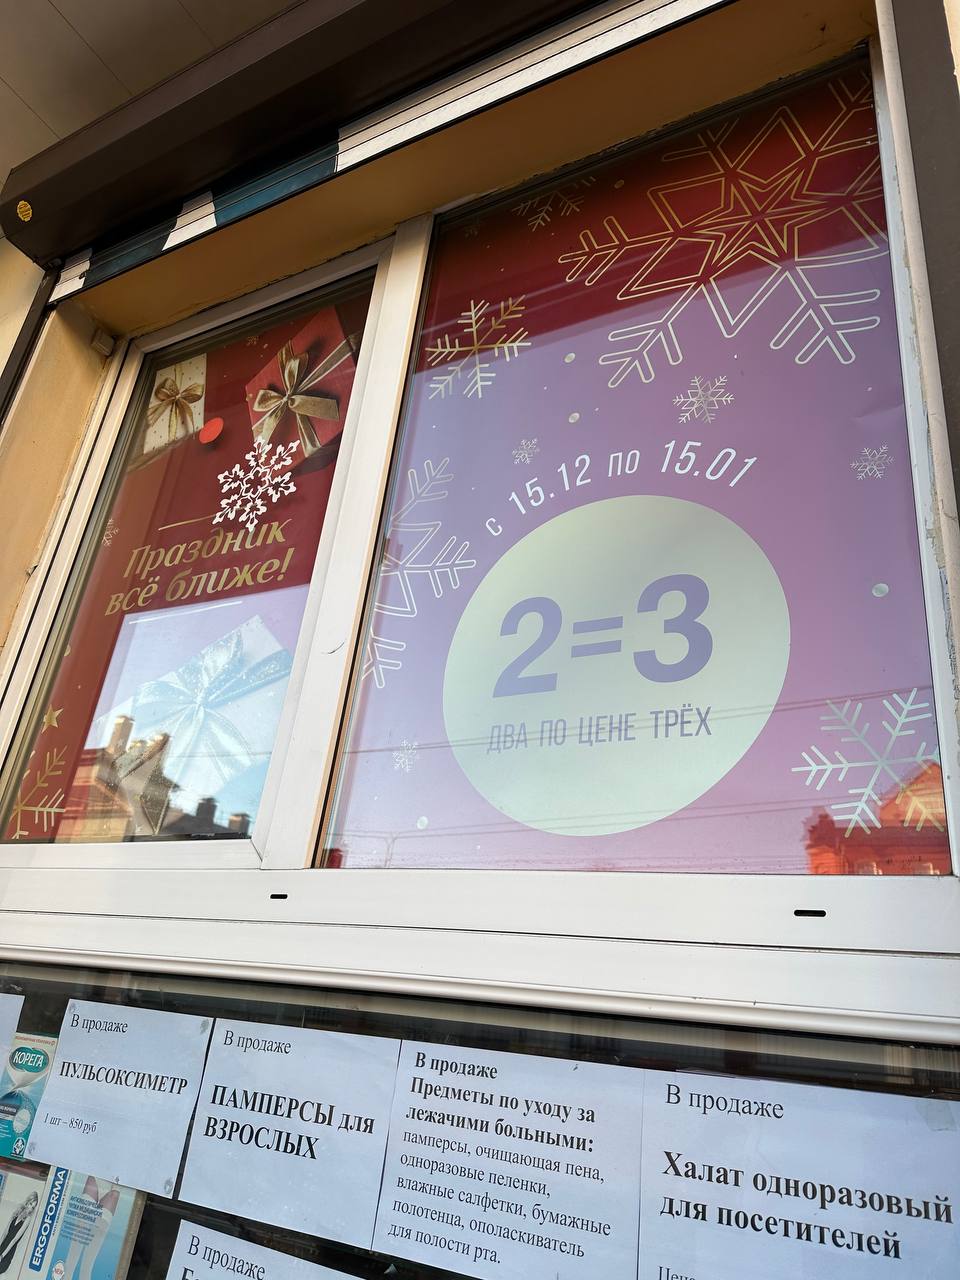 Праздник
всё ближе!
с 15.12 по 15.01
2=3
ДВА ПО ЦЕНЕ ТРЁХ
КОРЕГА
ERGOFORMA
В продаже
ПУЛЬСОКСИМЕТР
1 шт – 850 руб
В продаже
ПАМПЕРСЫ для
ВЗРОСЛЫХ
В продаже
Предметы по уходу за
лежачими больными:
памперсы, очищающая пена,
одноразовые пеленки,
влажные салфетки, бумажные
полотенца, ополаскиватель
для полости рта.
В продаже
Халат одноразовый
для посетителей
В продаже